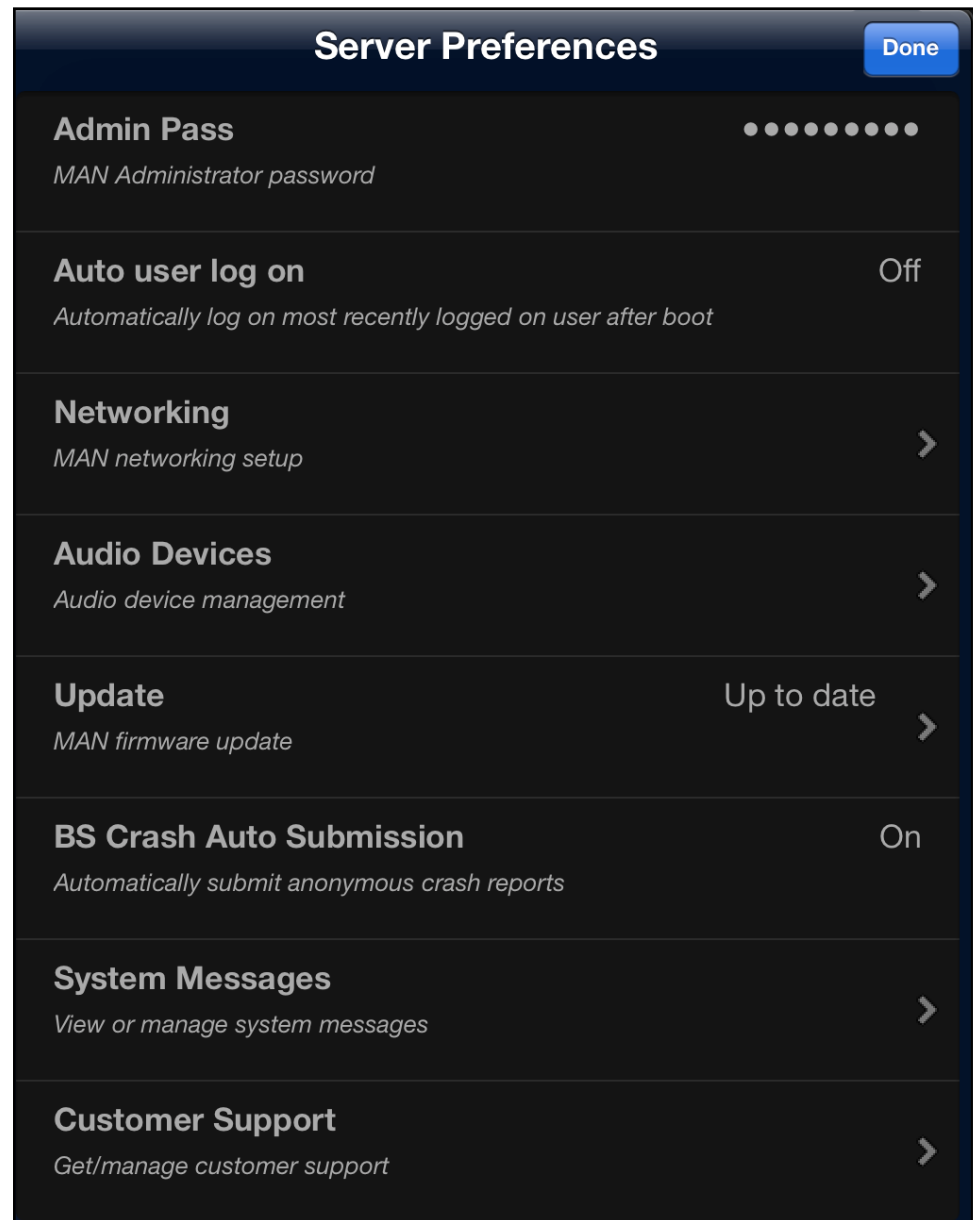 Server Preferences
Done
Admin Pass
●●●●●●●●●
MAN Administrator password
Auto user log on
Off
Automatically log on most recently logged on user after boot
Networking
MAN networking setup
Audio Devices
Audio device management
Update
Up to date
MAN firmware update
BS Crash Auto Submission
On
Automatically submit anonymous crash reports
System Messages
View or manage system messages
Customer Support
Get/manage customer support